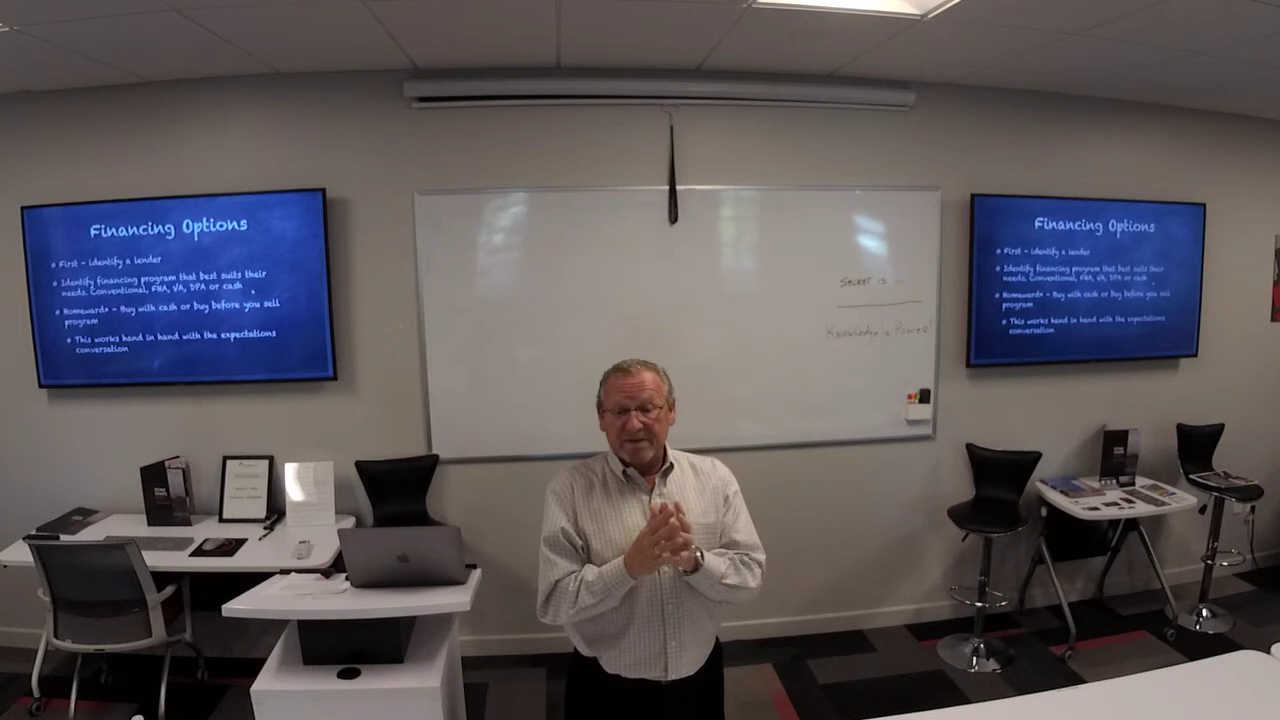 Financing Options
First - identify a lender
Identify financing program that best suits their
needs. Conventional, FHA, VA, DPA or cash
Homeward - Buy with cash or buy before you sell
program
This works hand in hand with the expectations
conversation
Secret is ...
Knowledge is Power!
Financing Options
First - identify a lender
Identify financing program that best suits their
needs. Conventional, FHA, VA, DPA or cash
Homeward - Buy with cash or buy before you sell
program
This works hand in hand with the expectations
conversation